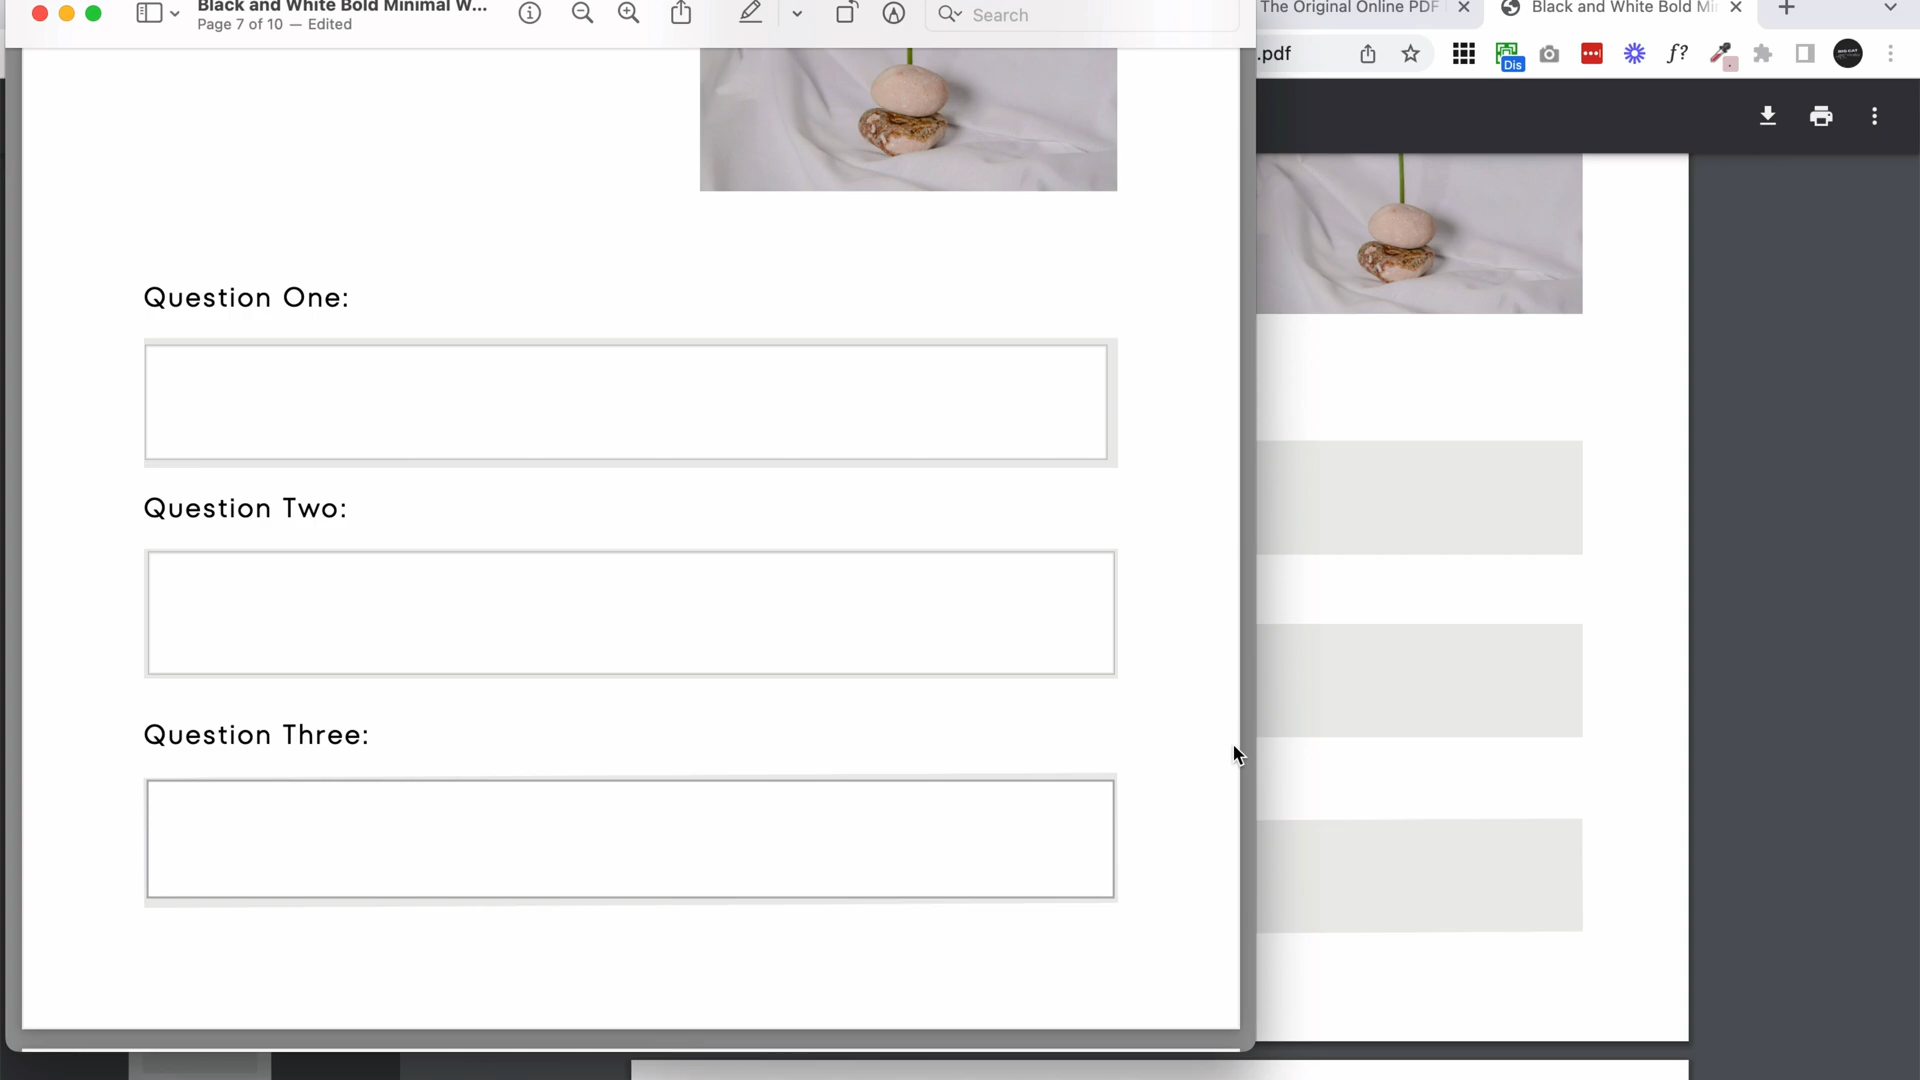 Black and White Bold Minimal W...
Page 7 of 10 — Edited
Search
The Original Online PDF
Black and White Bold Mi
.pdf
Dis
f?
Question One:
Question Two:
Question Three: